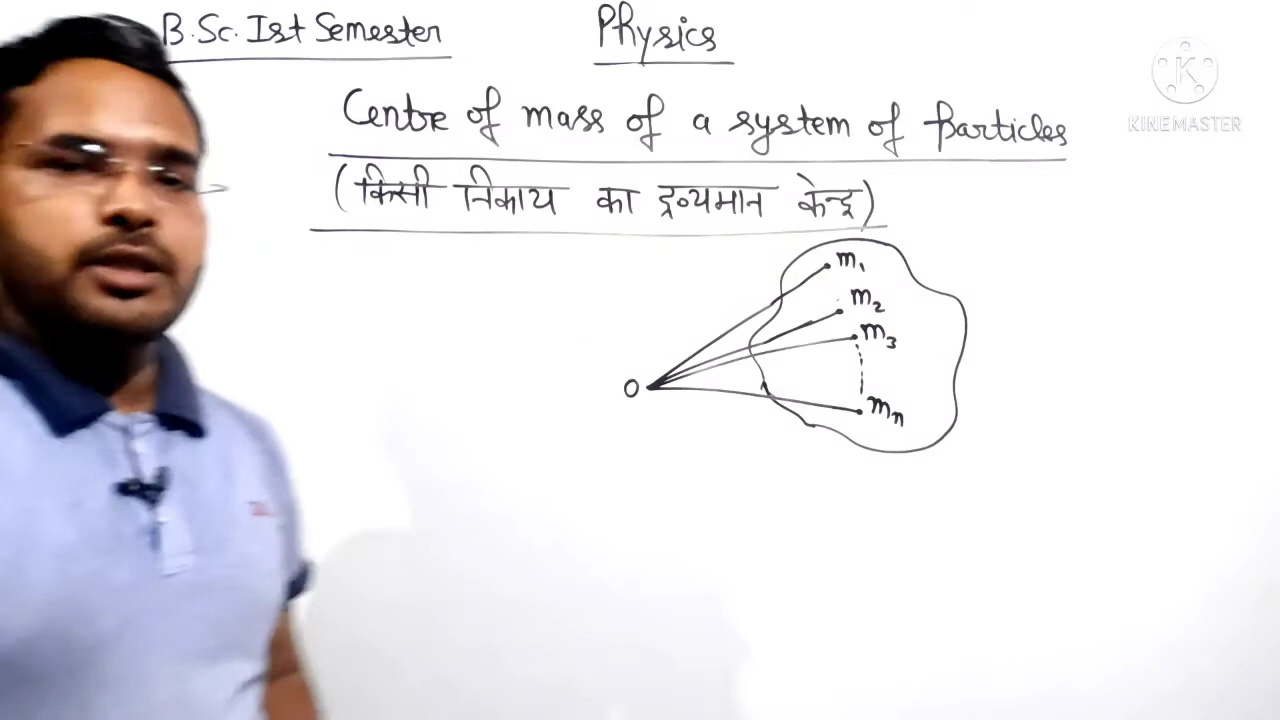 B.Sc. Ist Semester Physics
Centre of mass of a system of Particles
(किसी निकाय का द्रव्यमान केन्द्र)
m₁
m₂
m₃
O
mₙ
K
KINEMASTER